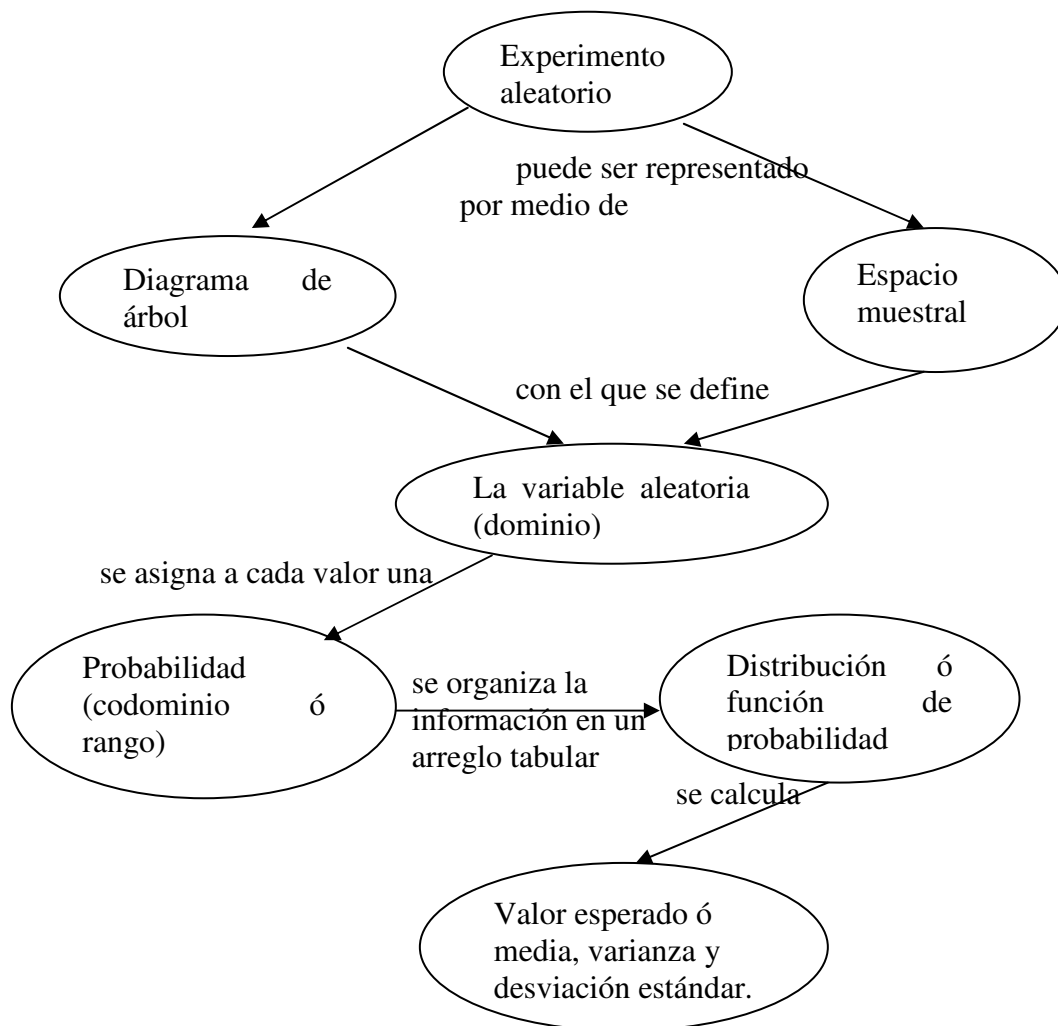 Experimento
aleatorio
puede ser representado
por medio de
Diagrama de
árbol
Espacio
muestral
con el que se define
La variable aleatoria
(dominio)
se asigna a cada valor una
Probabilidad
(codominio ó
rango)
se organiza la
información en un
arreglo tabular
Distribución ó
función de
probabilidad
se calcula
Valor esperado ó
media, varianza y
desviación estándar.